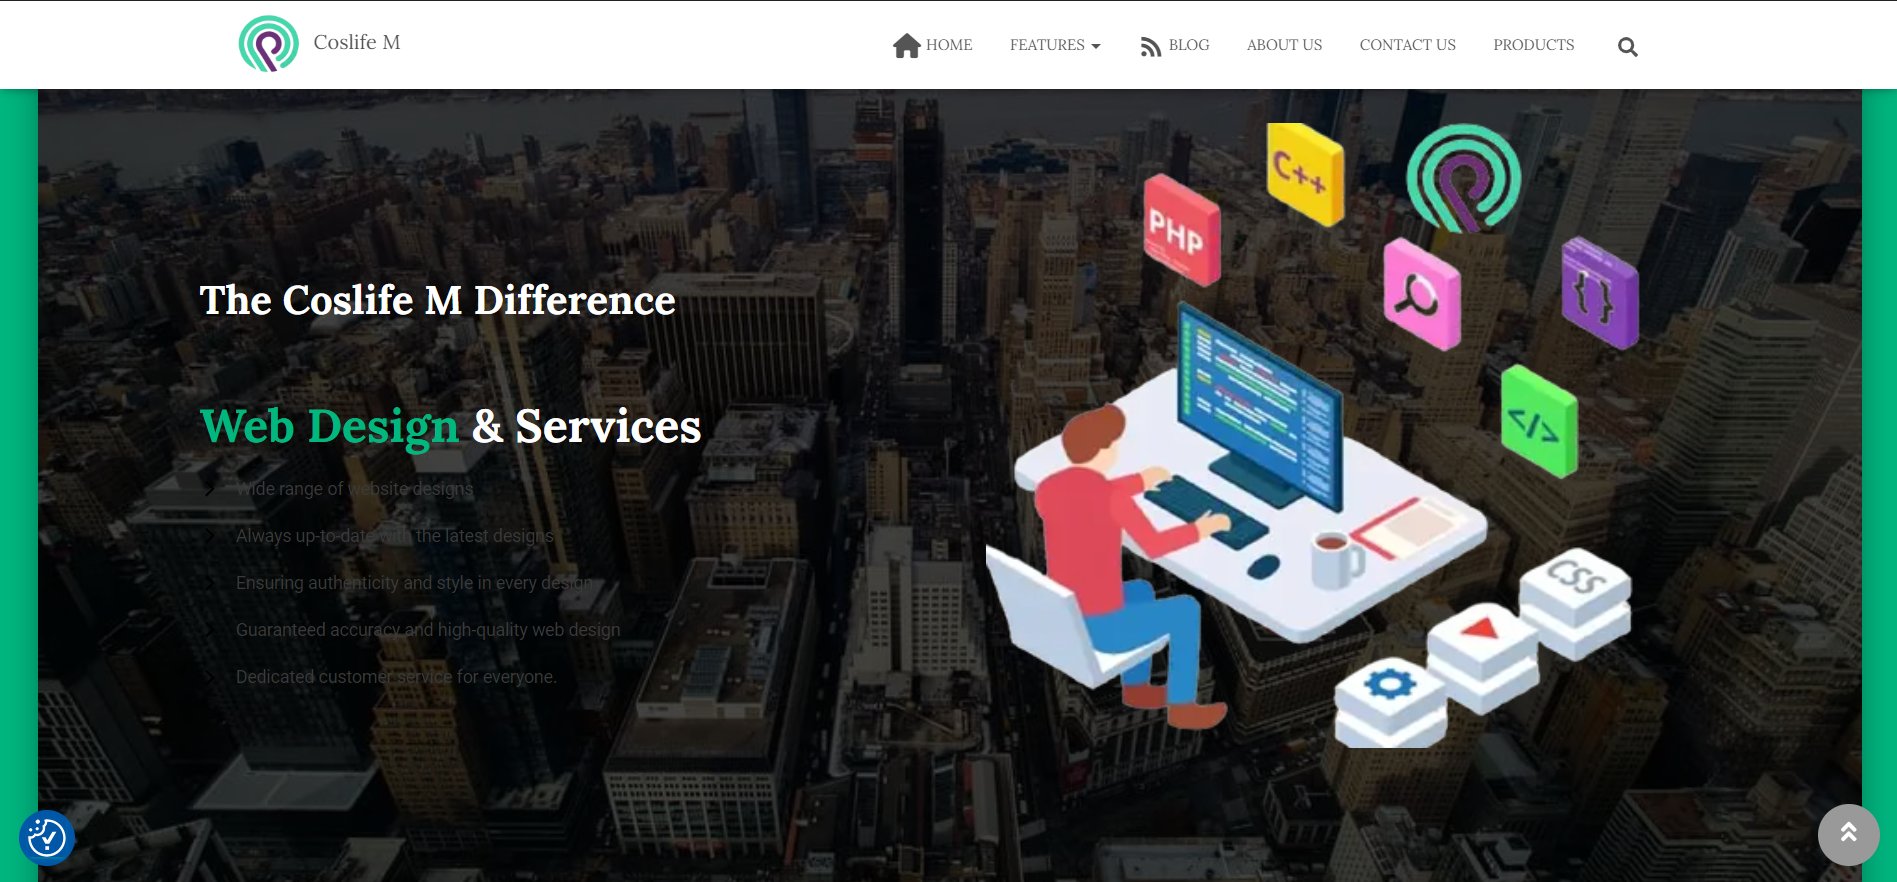 Coslife M
HOME
FEATURES
BLOG
ABOUT US
CONTACT US
PRODUCTS
C++
PHP
The Coslife M Difference
</>
Web Design & Services
Wide range of website designs
Always up-to-date with the latest designs
Ensuring authenticity and style in every design
CSS
Guaranteed accuracy and high-quality web design
Dedicated customer service for everyone.